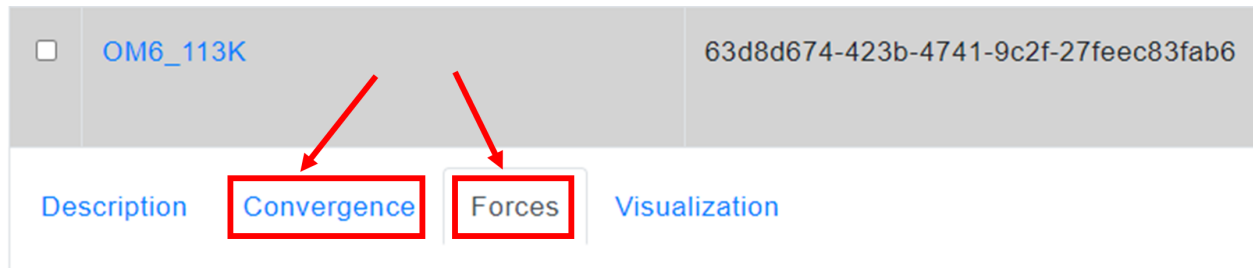 OM6_113K 63d8d674-423b-4741-9c2f-27feec83fab6
Description Convergence Forces Visualization